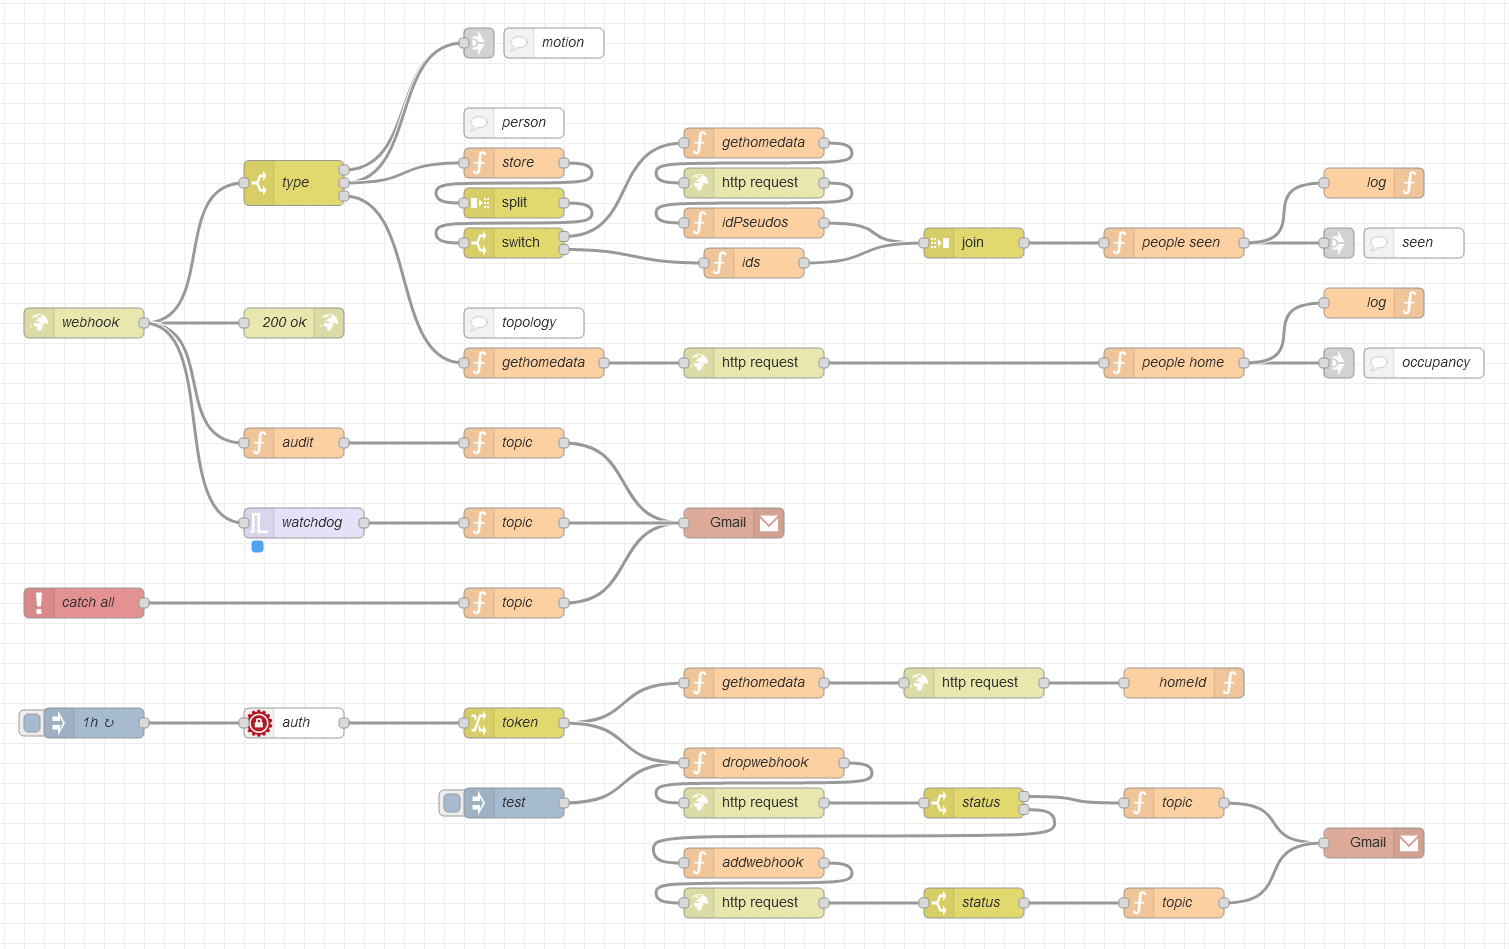 motion
person
gethomedata
type
store
http request
log
split
idPseudos
switch
join
people seen
seen
ids
log
webhook
200 ok
topology
gethomedata
http request
people home
occupancy
audit
topic
watchdog
topic
Gmail
catch all
topic
gethomedata
http request
homeId
1h ↻
auth
token
dropwebhook
test
http request
status
topic
Gmail
addwebhook
http request
status
topic